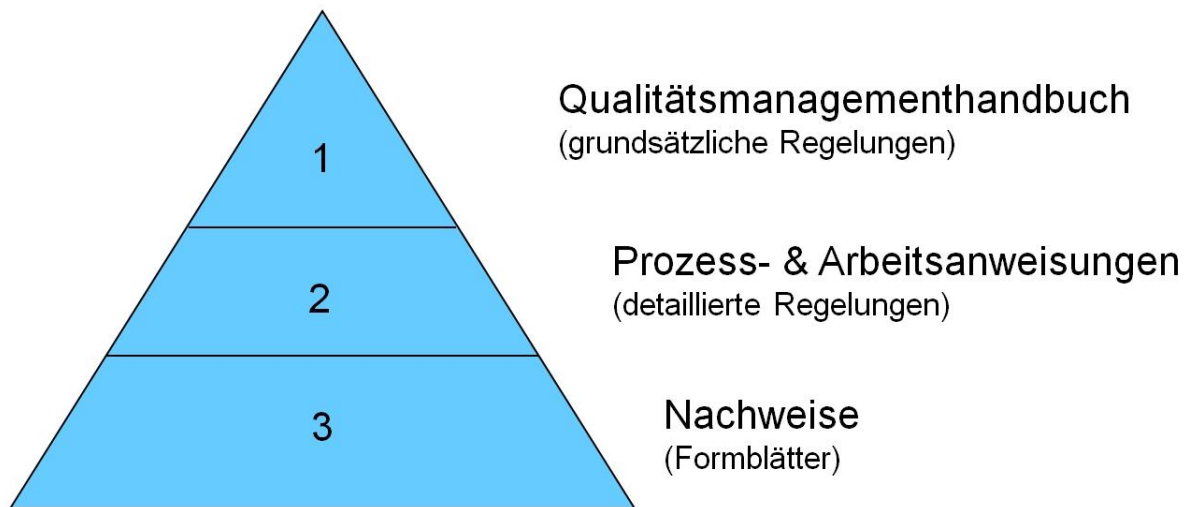 Qualitätsmanagementhandbuch
(grundsätzliche Regelungen)
1
Prozess- & Arbeitsanweisungen
(detaillierte Regelungen)
2
Nachweise
(Formblätter)
3